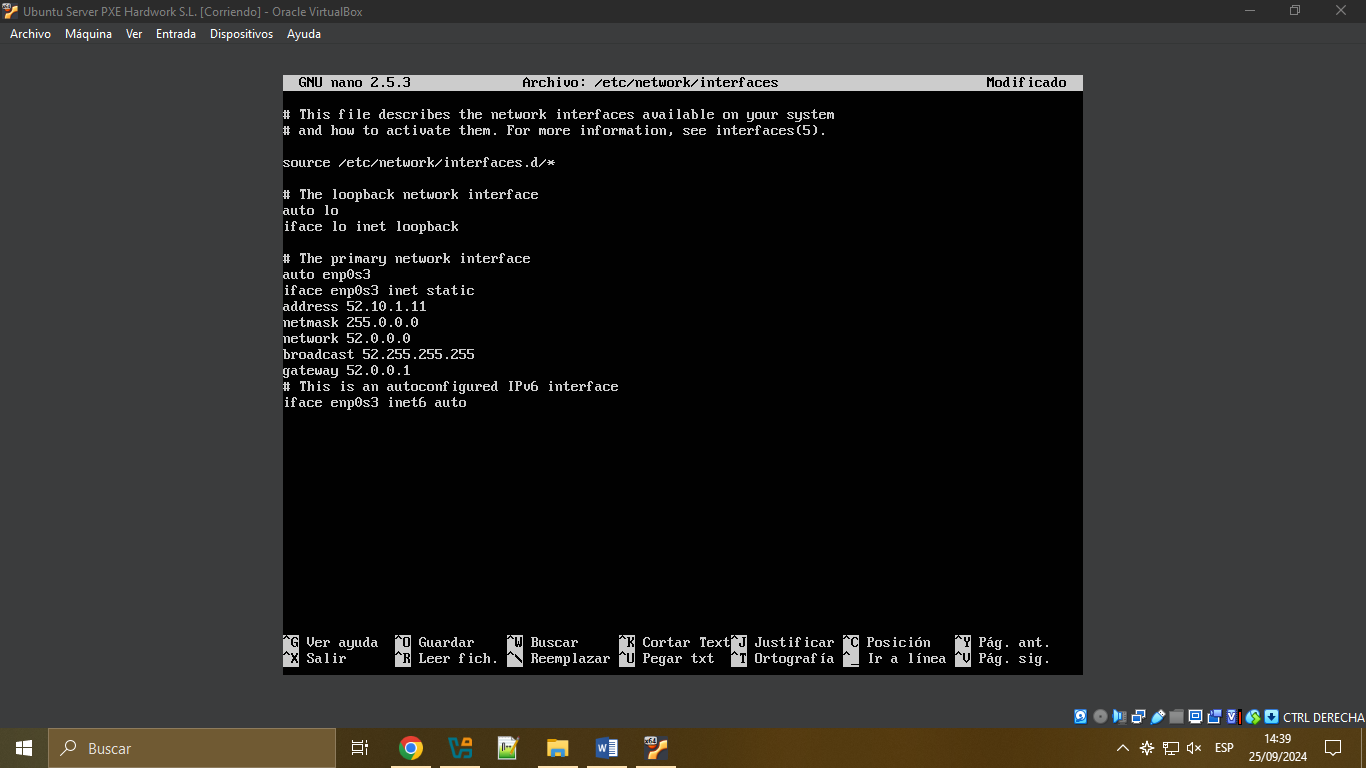 Ubuntu Server PXE Hardwork S.L. [Corriendo] - Oracle VirtualBox
Archivo Máquina Ver Entrada Dispositivos Ayuda
GNU nano 2.5.3 Archivo: /etc/network/interfaces Modificado
# This file describes the network interfaces available on your system
# and how to activate them. For more information, see interfaces(5).
source /etc/network/interfaces.d/*
# The loopback network interface
auto lo
iface lo inet loopback
# The primary network interface
auto enp0s3
iface enp0s3 inet static
address 52.10.1.11
netmask 255.0.0.0
network 52.0.0.0
broadcast 52.255.255.255
gateway 52.0.0.1
# This is an autoconfigured IPv6 interface
iface enp0s3 inet6 auto
^G Ver ayuda ^O Guardar ^W Buscar ^K Cortar Text ^J Justificar ^C Posición ^Y Pág. ant.
^X Salir ^R Leer fich. ^\ Reemplazar ^U Pegar txt ^T Ortografía ^_ Ir a línea ^V Pág. sig.
CTRL DERECHA
Buscar
ESP
14:39
25/09/2024